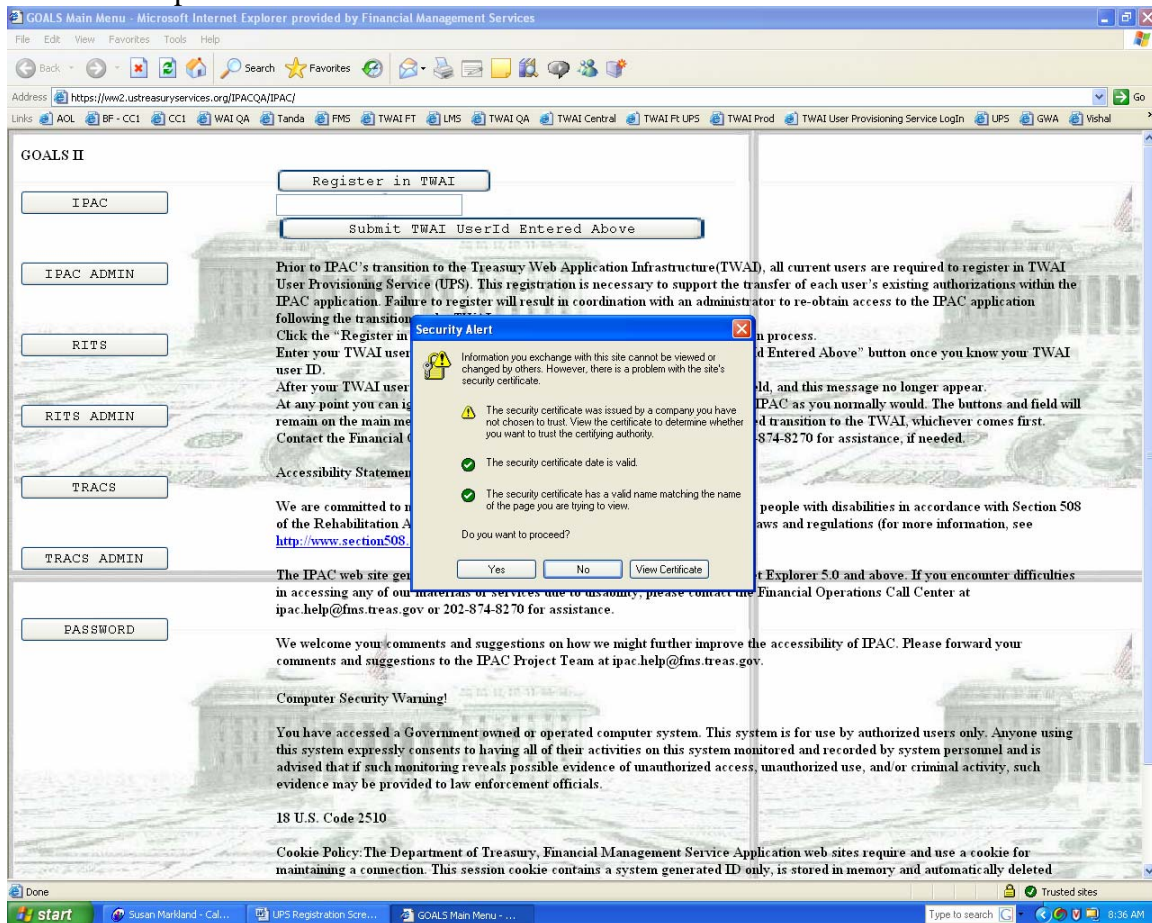 GOALS Main Menu - Microsoft Internet Explorer provided by Financial Management Services
File Edit View Favorites Tools Help
Back Search Favorites
Address https://ww2.ustreasuryservices.org/IPACQA/IPAC/ Go
Links AOL BF - CC1 CC1 WAI QA Tanda FMS TWAI FT LMS TWAI QA TWAI Central TWAI Ft UPS TWAI Prod TWAI User Provisioning Service LogIn UPS GWA Vishal
GOALS II
Register in TWAI
IPAC
Submit TWAI UserId Entered Above
IPAC ADMIN
Prior to IPAC's transition to the Treasury Web Application Infrastructure(TWAI), all current users are required to register in TWAI
User Provisioning Service (UPS). This registration is necessary to support the transfer of each user's existing authorizations within the
IPAC application. Failure to register will result in coordination with an administrator to re-obtain access to the IPAC application
following the transition
Click the "Register in n process.
RITS
Enter your TWAI user d Entered Above" button once you know your TWAI
user ID.
After your TWAI user ld, and this message no longer appear.
RITS ADMIN
At any point you can ig IPAC as you normally would. The buttons and field will
remain on the main me d transition to the TWAI, whichever comes first.
Contact the Financial -874-8270 for assistance, if needed.
Accessibility Statemen
TRACS
We are committed to people with disabilities in accordance with Section 508
of the Rehabilitation A aws and regulations (for more information, see
http://www.section508.
TRACS ADMIN
The IPAC web site gen t Explorer 5.0 and above. If you encounter difficulties
in accessing any of our materials or services due to disability, please contact the Financial Operations Call Center at
ipac.help@fms.treas.gov or 202-874-8270 for assistance.
PASSWORD
We welcome your comments and suggestions on how we might further improve the accessibility of IPAC. Please forward your
comments and suggestions to the IPAC Project Team at ipac.help@fms.treas.gov.
Computer Security Warning!
You have accessed a Government owned or operated computer system. This system is for use by authorized users only. Anyone using
this system expressly consents to having all of their activities on this system monitored and recorded by system personnel and is
advised that if such monitoring reveals possible evidence of unauthorized access, unauthorized use, and/or criminal activity, such
evidence may be provided to law enforcement officials.
18 U.S. Code 2510
Cookie Policy:The Department of Treasury, Financial Management Service Application web sites require and use a cookie for
maintaining a connection. This session cookie contains a system generated ID only, is stored in memory and automatically deleted
Security Alert
Information you exchange with this site cannot be viewed or
changed by others. However, there is a problem with the site's
security certificate.
The security certificate was issued by a company you have
not chosen to trust. View the certificate to determine whether
you want to trust the certifying authority.
The security certificate date is valid.
The security certificate has a valid name matching the name
of the page you are trying to view.
Do you want to proceed?
Yes No View Certificate
Done Trusted sites
start Susan Markland - Cal... UPS Registration Scre... GOALS Main Menu - ... Type to search 8:36 AM